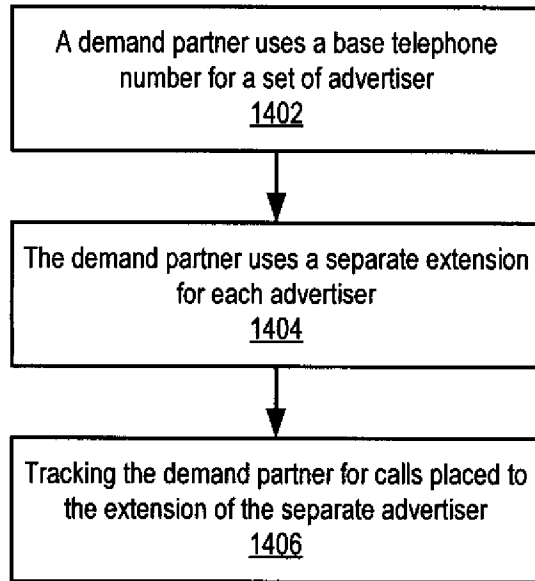 A demand partner uses a base telephone
number for a set of advertiser
1402
The demand partner uses a separate extension
for each advertiser
1404
Tracking the demand partner for calls placed to
the extension of the separate advertiser
1406